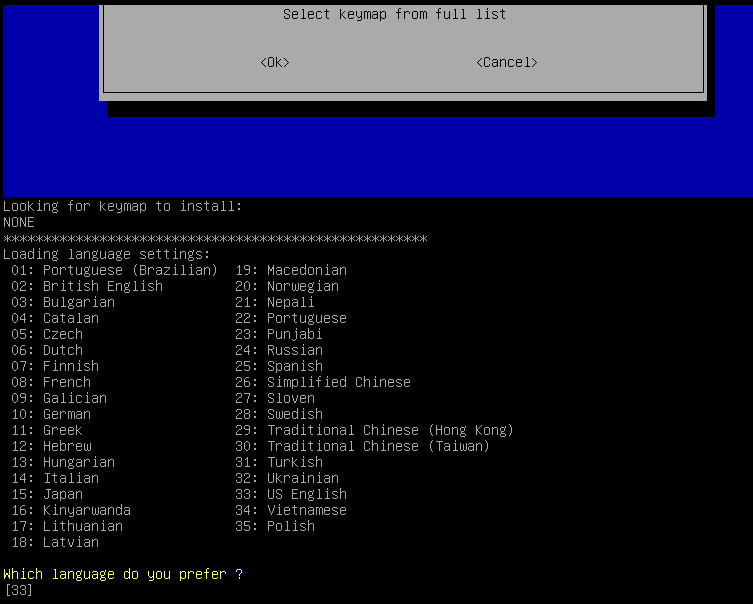 Select keymap from full list
<Ok> <Cancel>
Looking for keymap to install:
NONE
*****************************************************
Loading language settings:
01: Portuguese (Brazilian) 19: Macedonian
02: British English 20: Norwegian
03: Bulgarian 21: Nepali
04: Catalan 22: Portuguese
05: Czech 23: Punjabi
06: Dutch 24: Russian
07: Finnish 25: Spanish
08: French 26: Simplified Chinese
09: Galician 27: Sloven
10: German 28: Swedish
11: Greek 29: Traditional Chinese (Hong Kong)
12: Hebrew 30: Traditional Chinese (Taiwan)
13: Hungarian 31: Turkish
14: Italian 32: Ukrainian
15: Japan 33: US English
16: Kinyarwanda 34: Vietnamese
17: Lithuanian 35: Polish
18: Latvian
Which language do you prefer ?
[33]